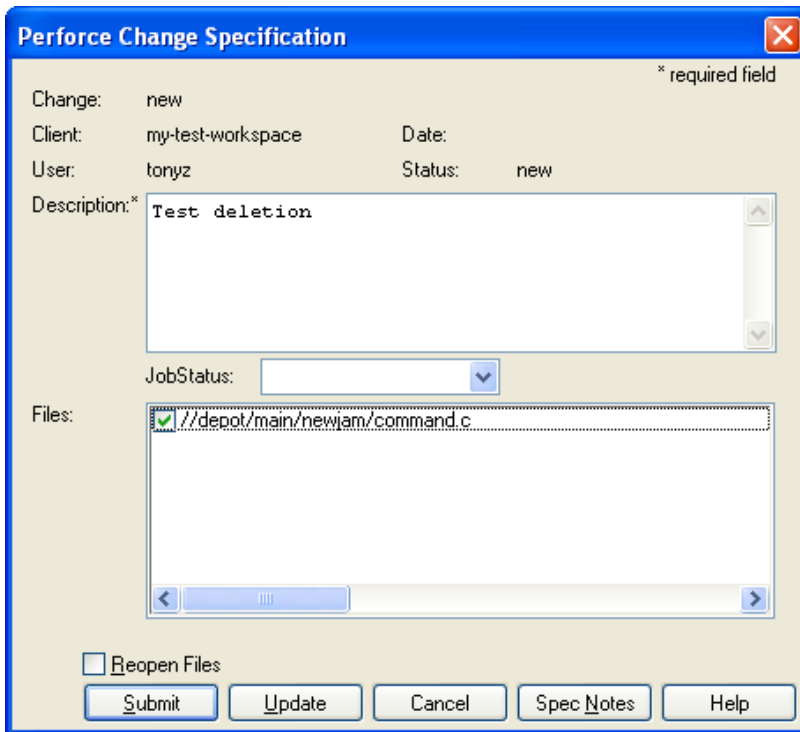 Perforce Change Specification
* required field
Change: new
Client: my-test-workspace Date:
User: tonyz Status: new
Description:* Test deletion
JobStatus:
Files: //depot/main/newjam/command.c
Reopen Files
Submit Update Cancel Spec Notes Help